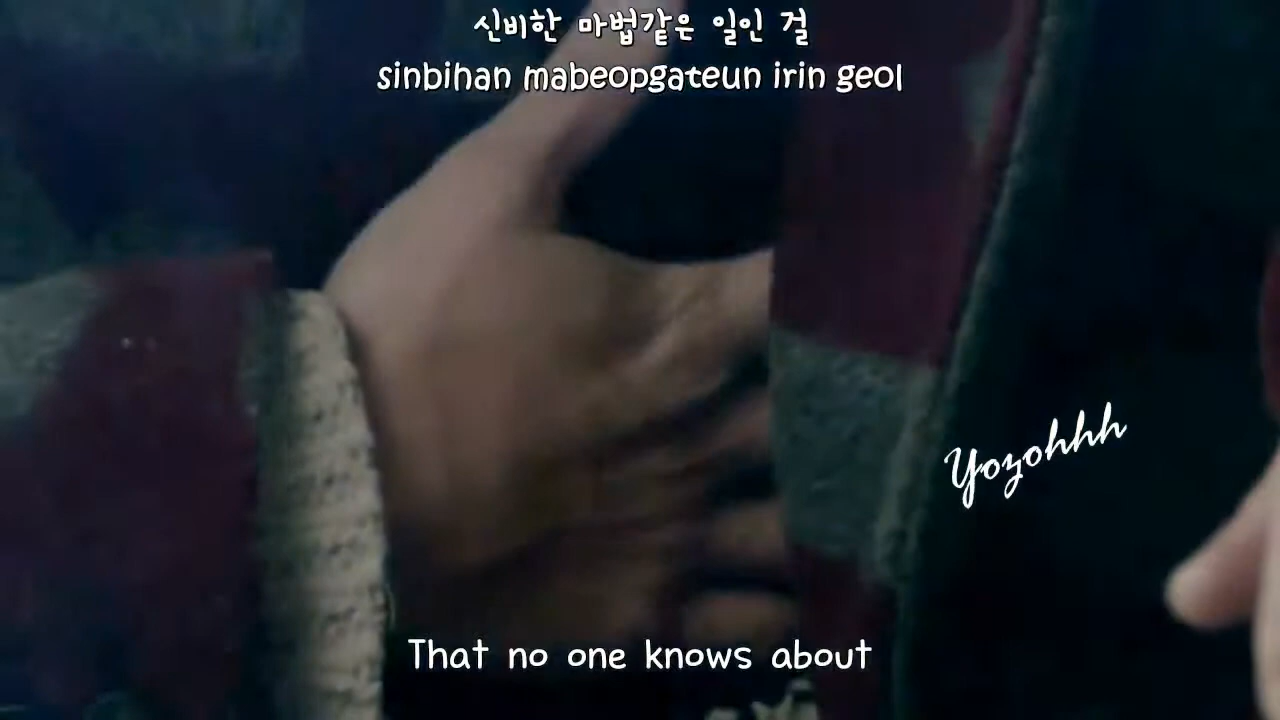 신비한 마법같은 일인 걸
sinbihan mabeopgateun irin geol
Yozohhh
That no one knows about